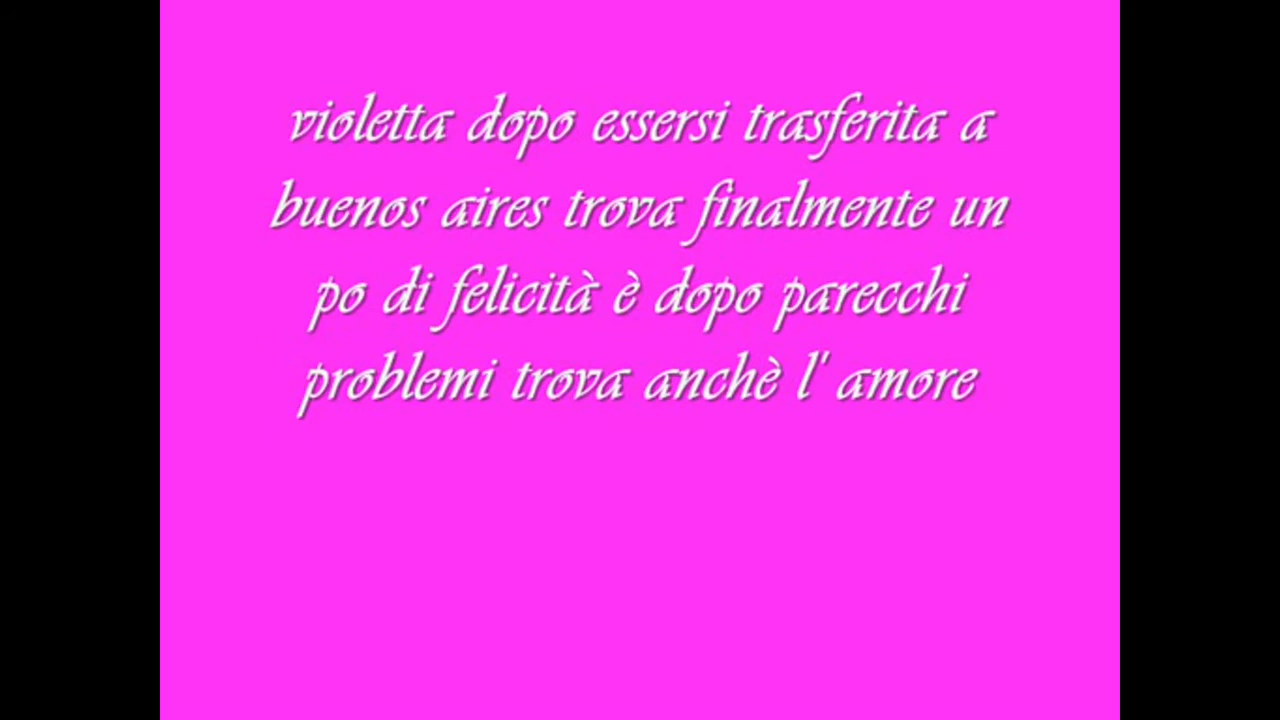 violetta dopo essersi trasferita a
buenos aires trova finalmente un
po di felicità è dopo parecchi
problemi trova anchè l' amore